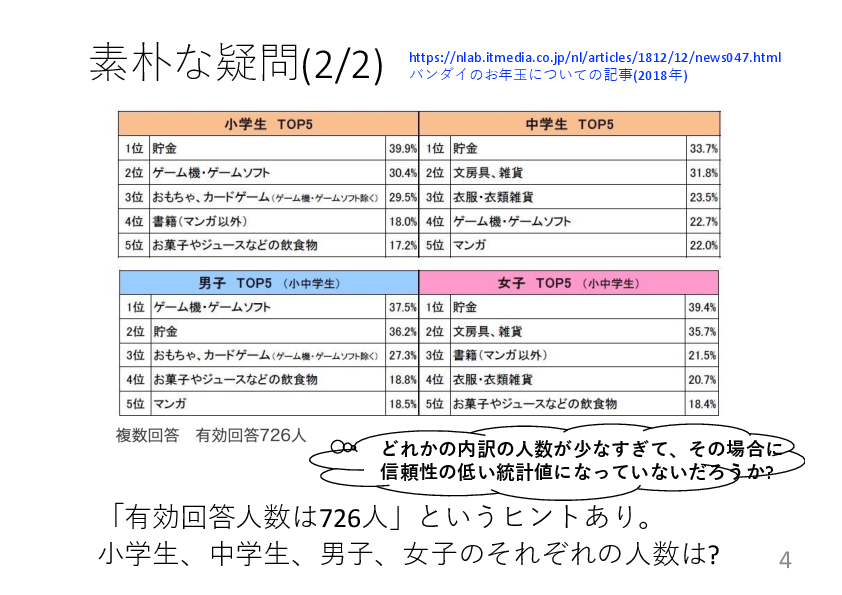 素朴な疑問(2/2)
https://nlab.itmedia.co.jp/nl/articles/1812/12/news047.html
バンダイのお年玉についての記事(2018年)
小学生 TOP5 中学生 TOP5
1位 貯金 39.9% 1位 貯金 33.7%
2位 ゲーム機・ゲームソフト 30.4% 2位 文房具、雑貨 31.8%
3位 おもちゃ、カードゲーム(ゲーム機・ゲームソフト除く) 29.5% 3位 衣服・衣類雑貨 23.5%
4位 書籍(マンガ以外) 18.0% 4位 ゲーム機・ゲームソフト 22.7%
5位 お菓子やジュースなどの飲食物 17.2% 5位 マンガ 22.0%
男子 TOP5 (小中学生) 女子 TOP5 (小中学生)
1位 ゲーム機・ゲームソフト 37.5% 1位 貯金 39.4%
2位 貯金 36.2% 2位 文房具、雑貨 35.7%
3位 おもちゃ、カードゲーム(ゲーム機・ゲームソフト除く) 27.3% 3位 書籍(マンガ以外) 21.5%
4位 お菓子やジュースなどの飲食物 18.8% 4位 衣服・衣類雑貨 20.7%
5位 マンガ 18.5% 5位 お菓子やジュースなどの飲食物 18.4%
複数回答 有効回答726人
どれかの内訳の人数が少なすぎて、その場合に
信頼性の低い統計値になっていないだろうか?
「有効回答人数は726人」というヒントあり。
小学生、中学生、男子、女子のそれぞれの人数は?
4